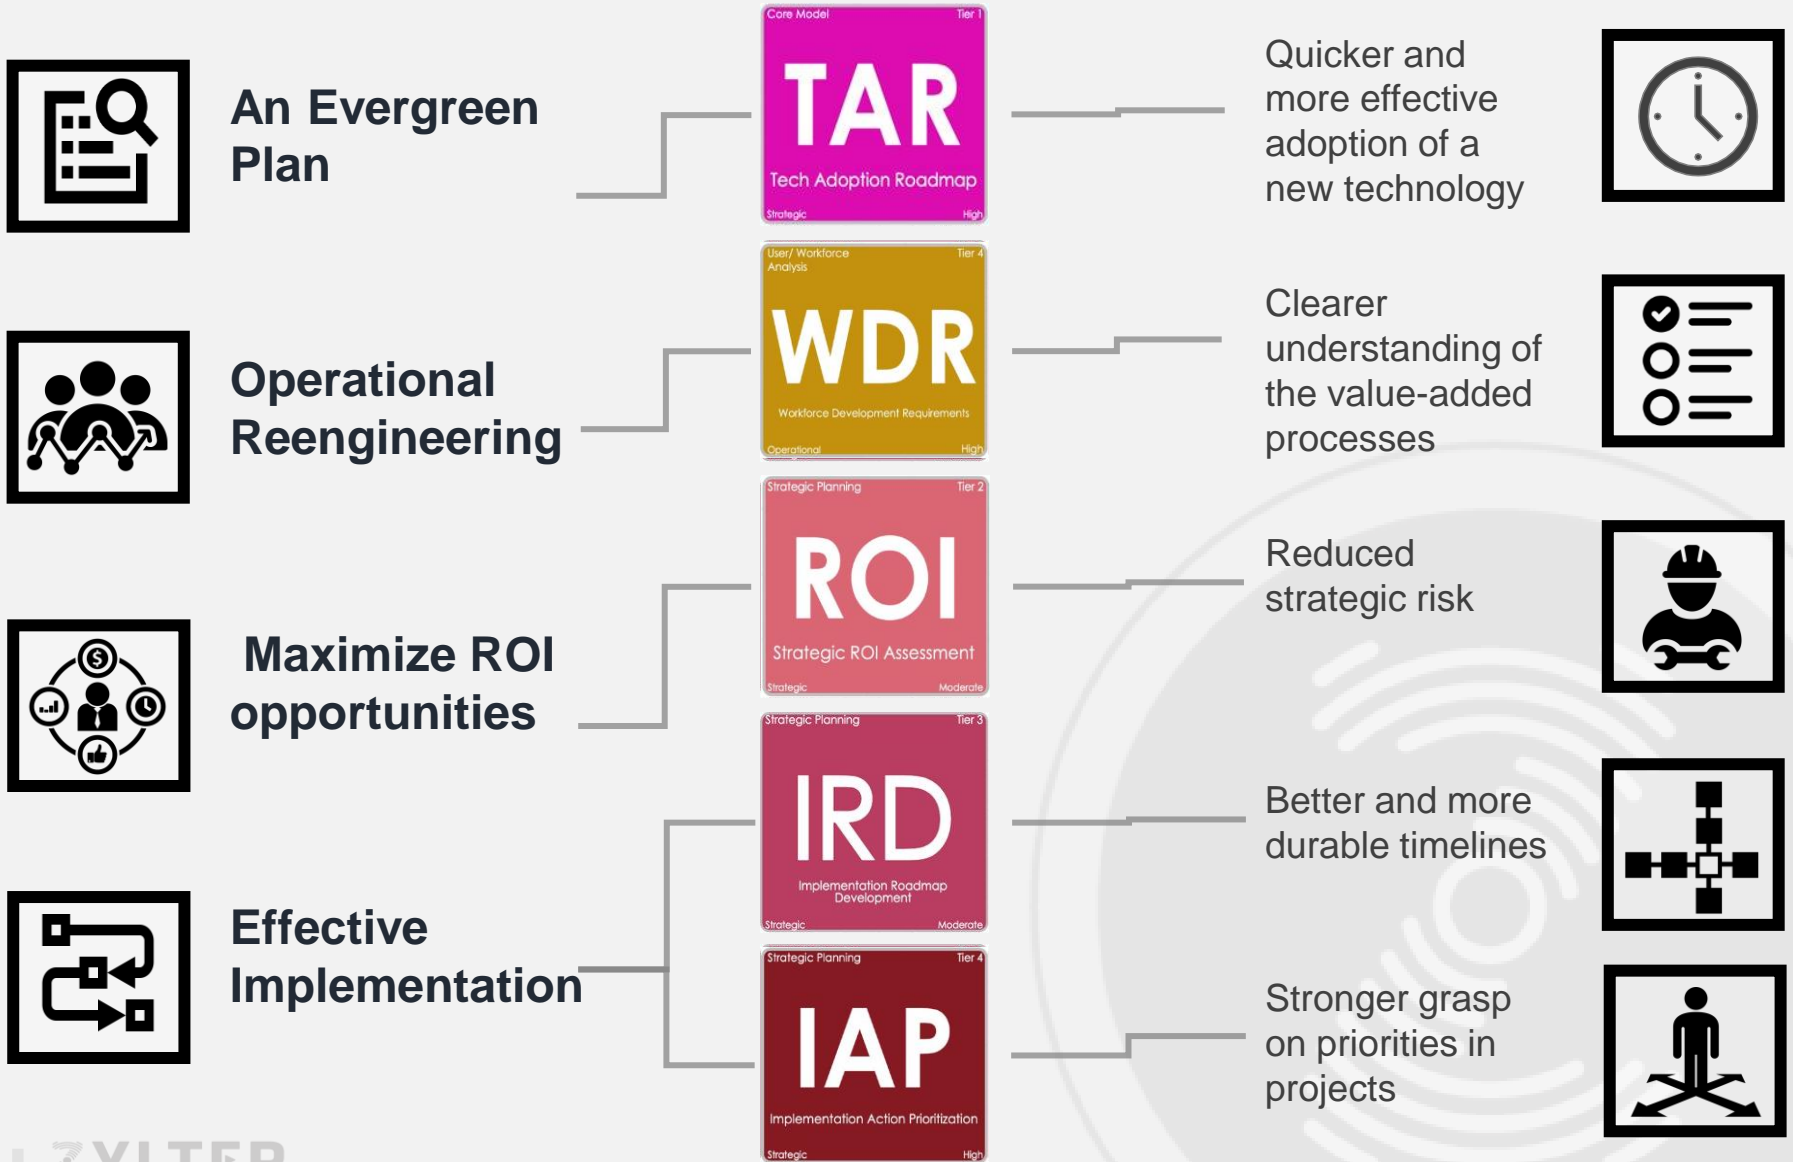 An Evergreen
Plan
Core Model Tier 1
TAR
Tech Adoption Roadmap
Strategic High
Quicker and
more effective
adoption of a
new technology
Operational
Reengineering
User/ Workforce Tier 4
Analysis
WDR
Workforce Development Requirements
Operational High
Clearer
understanding of
the value-added
processes
Maximize ROI
opportunities
Strategic Planning Tier 2
ROI
Strategic ROI Assessment
Strategic Moderate
Reduced
strategic risk
Effective
Implementation
Strategic Planning Tier 3
IRD
Implementation Roadmap
Development
Strategic Moderate
Better and more
durable timelines
Strategic Planning Tier 4
IAP
Implementation Action Prioritization
Strategic High
Stronger grasp
on priorities in
projects